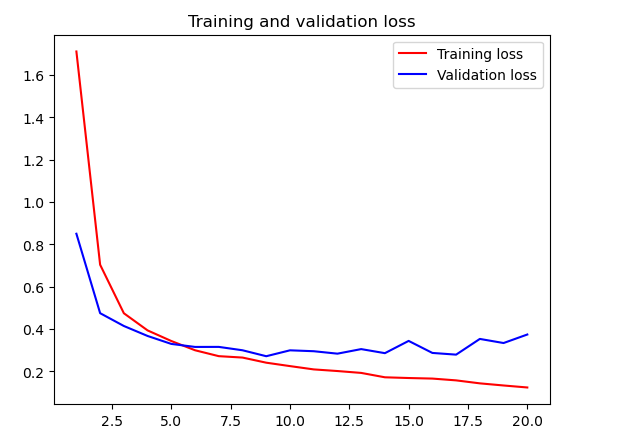 Training and validation loss
Training loss
Validation loss
1.6
1.4
1.2
1.0
0.8
0.6
0.4
0.2
2.5 5.0 7.5 10.0 12.5 15.0 17.5 20.0